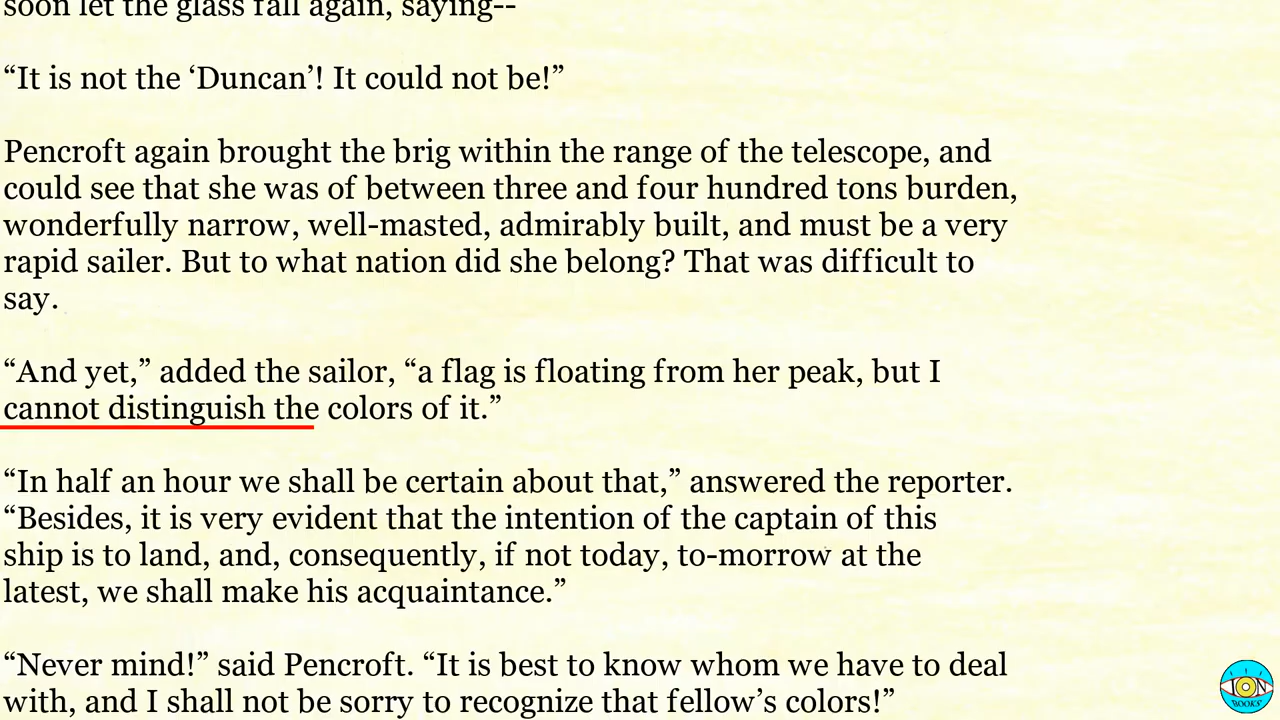 soon let the glass fall again, saying--
“It is not the ‘Duncan’! It could not be!”
Pencroft again brought the brig within the range of the telescope, and
could see that she was of between three and four hundred tons burden,
wonderfully narrow, well-masted, admirably built, and must be a very
rapid sailer. But to what nation did she belong? That was difficult to
say.
“And yet,” added the sailor, “a flag is floating from her peak, but I
cannot distinguish the colors of it.”
“In half an hour we shall be certain about that,” answered the reporter.
“Besides, it is very evident that the intention of the captain of this
ship is to land, and, consequently, if not today, to-morrow at the
latest, we shall make his acquaintance.”
“Never mind!” said Pencroft. “It is best to know whom we have to deal
with, and I shall not be sorry to recognize that fellow’s colors!”
ION
BOOKS